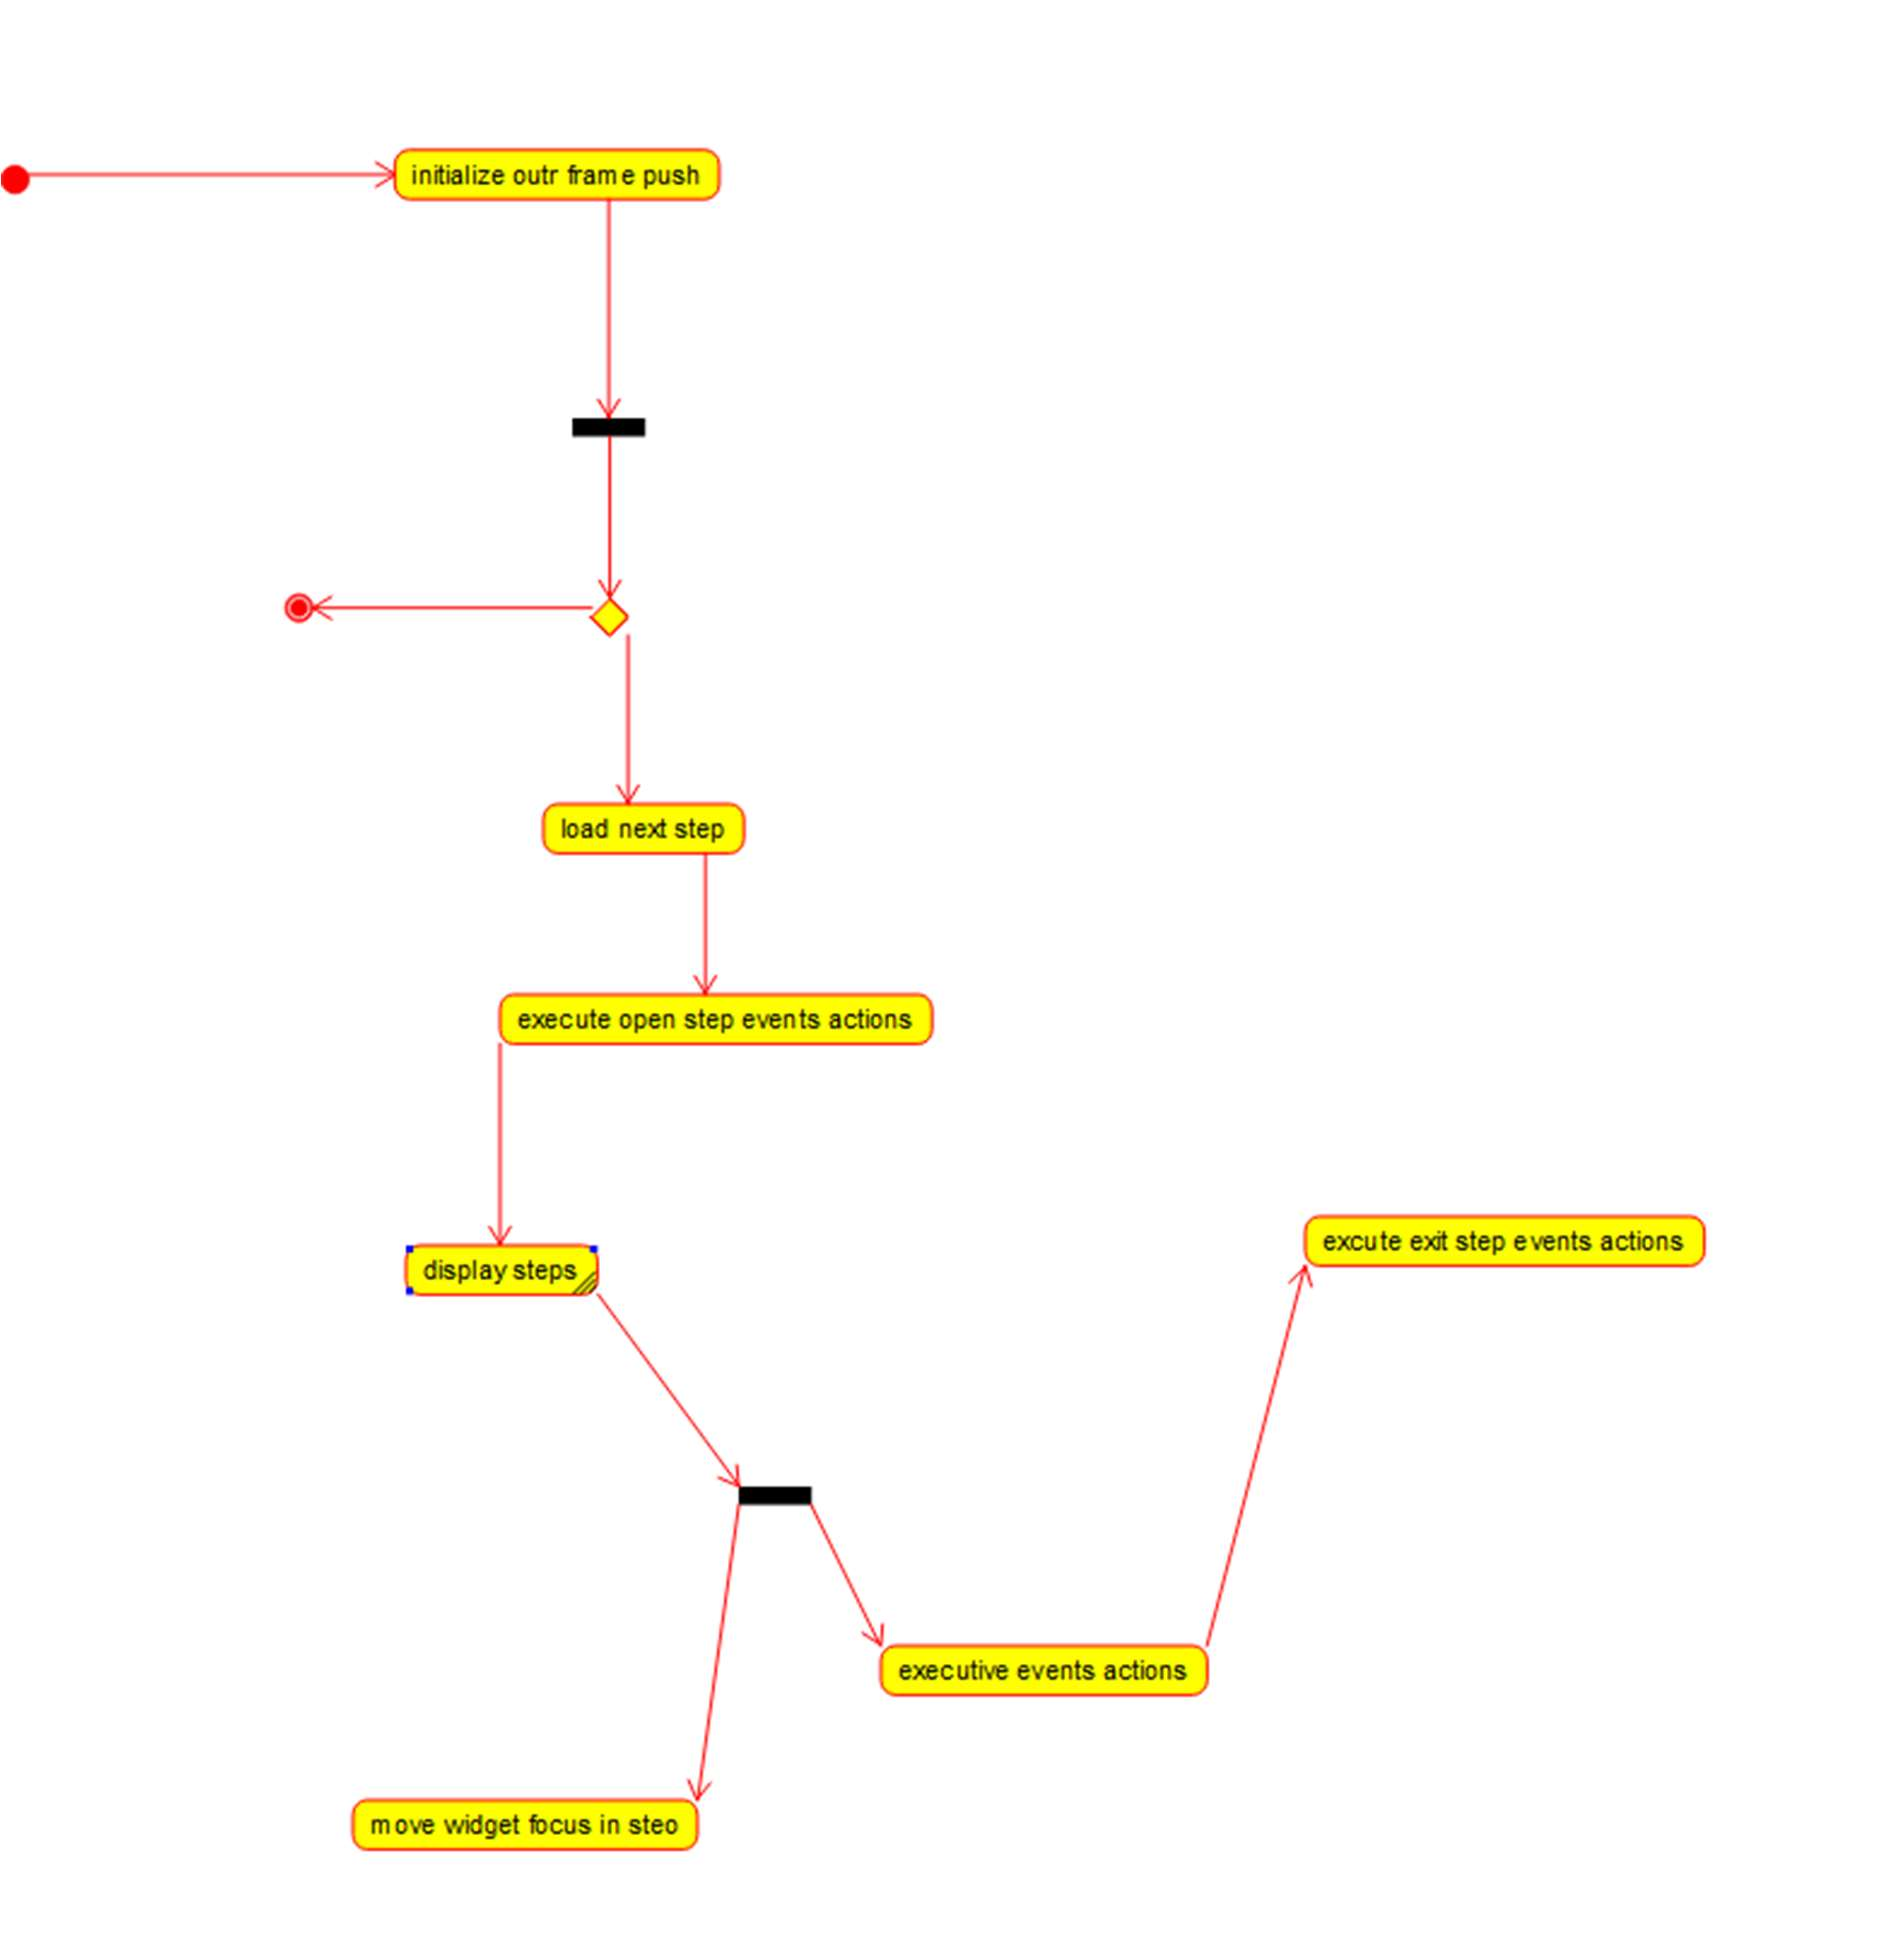 initialize outr frame push
load next step
execute open step events actions
display steps
excute exit step events actions
executive events actions
move widget focus in steo